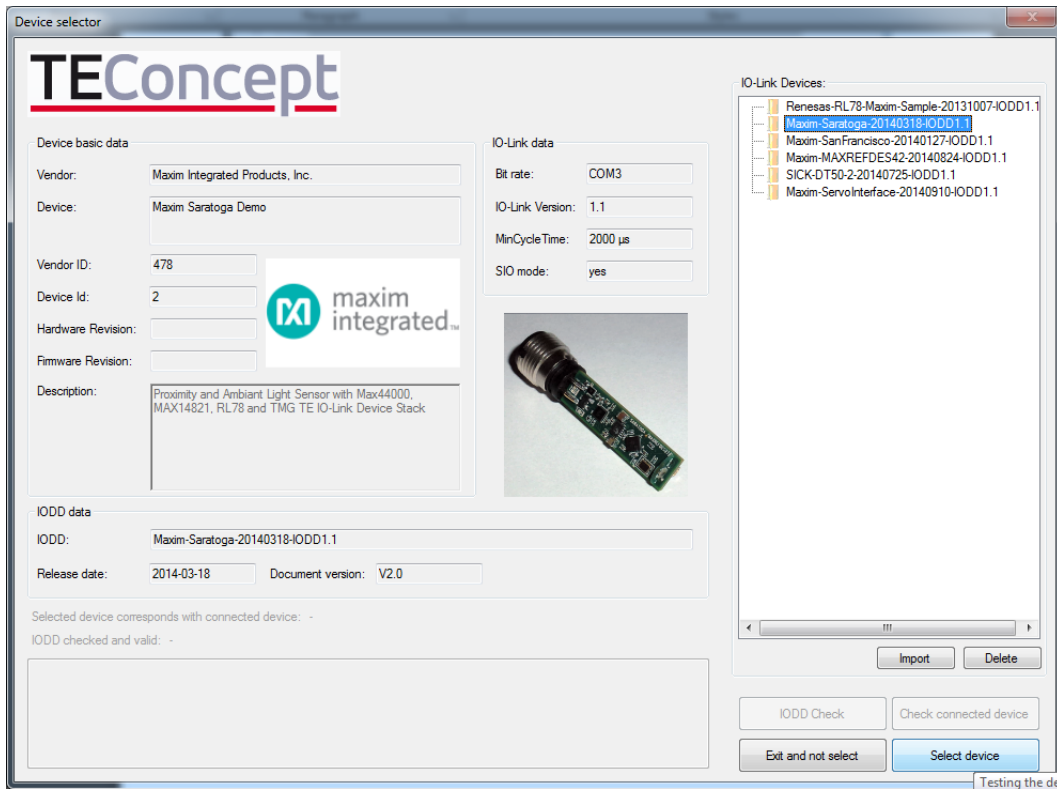 Device selector
TEConcept
Device basic data
Vendor: Maxim Integrated Products, Inc.
Device: Maxim Saratoga Demo
Vendor ID: 478
Device Id: 2
Hardware Revision:
Firmware Revision:
maxim
integrated™
Description: Proximity and Ambiant Light Sensor with Max44000,
MAX14821, RL78 and TMG TE IO-Link Device Stack
IO-Link data
Bit rate: COM3
IO-Link Version: 1.1
MinCycleTime: 2000 µs
SIO mode: yes
IODD data
IODD: Maxim-Saratoga-20140318-IODD1.1
Release date: 2014-03-18 Document version: V2.0
Selected device corresponds with connected device: -
IODD checked and valid: -
IO-Link Devices:
Renesas-RL78-Maxim-Sample-20131007-IODD1.1
Maxim-Saratoga-20140318-IODD1.1
Maxim-SanFrancisco-20140127-IODD1.1
Maxim-MAXREFDES42-20140824-IODD1.1
SICK-DT50-2-20140725-IODD1.1
Maxim-ServoInterface-20140910-IODD1.1
Import Delete
IODD Check Check connected device
Exit and not select Select device
Testing the de